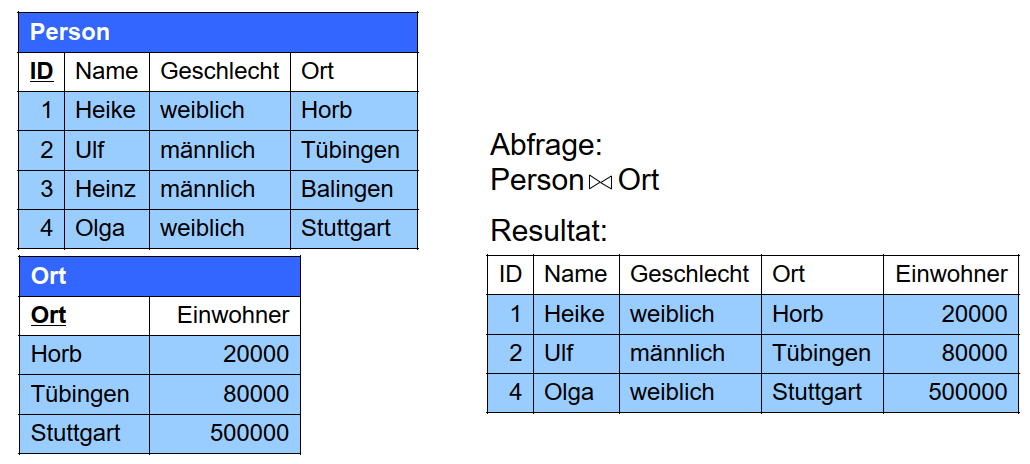 Person
ID Name Geschlecht Ort
1 Heike weiblich Horb
2 Ulf männlich Tübingen
3 Heinz männlich Balingen
4 Olga weiblich Stuttgart
Ort
Ort Einwohner
Horb 20000
Tübingen 80000
Stuttgart 500000
Abfrage:
Person⋈Ort
Resultat:
ID Name Geschlecht Ort Einwohner
1 Heike weiblich Horb 20000
2 Ulf männlich Tübingen 80000
4 Olga weiblich Stuttgart 500000